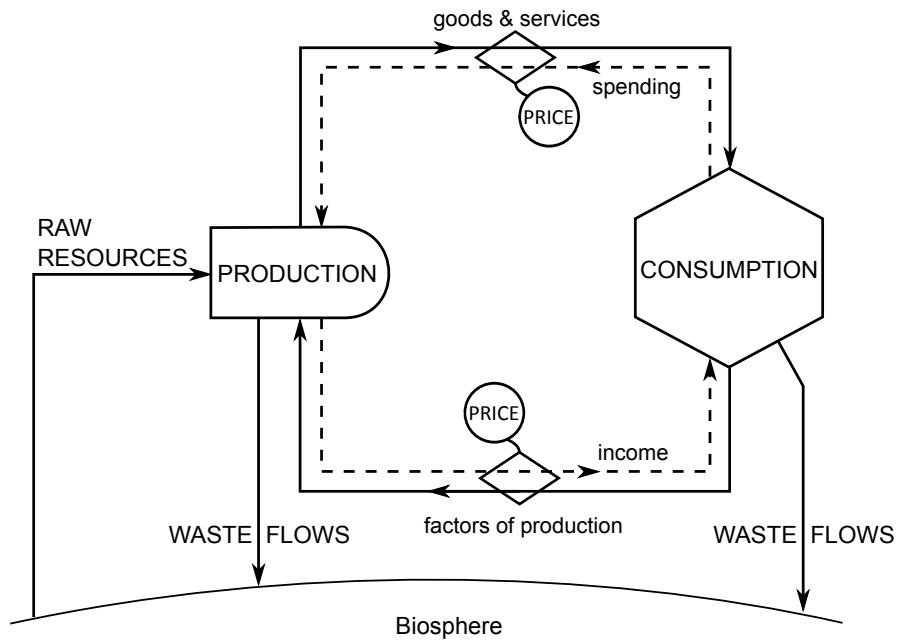 goods & services
spending
PRICE
RAW
RESOURCES
PRODUCTION
CONSUMPTION
PRICE
income
factors of production
WASTE FLOWS
WASTE FLOWS
Biosphere